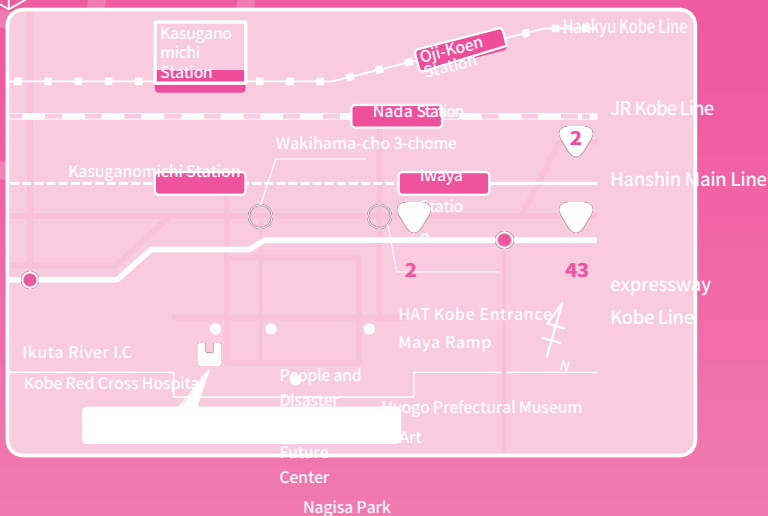 Kasugano
michi
Station
Oji-Koen
Station
Hankyu Kobe Line
Nada Station
JR Kobe Line
2
Wakihama-cho 3-chome
Kasuganomichi Station
Iwaya
Statio
n
Hanshin Main Line
2
43
expressway
Kobe Line
HAT Kobe Entrance
Maya Ramp
Ikuta River I.C
N
Kobe Red Cross Hospital
People and
Disaster
Future
Center
Hyogo Prefectural Museum
Art
Nagisa Park